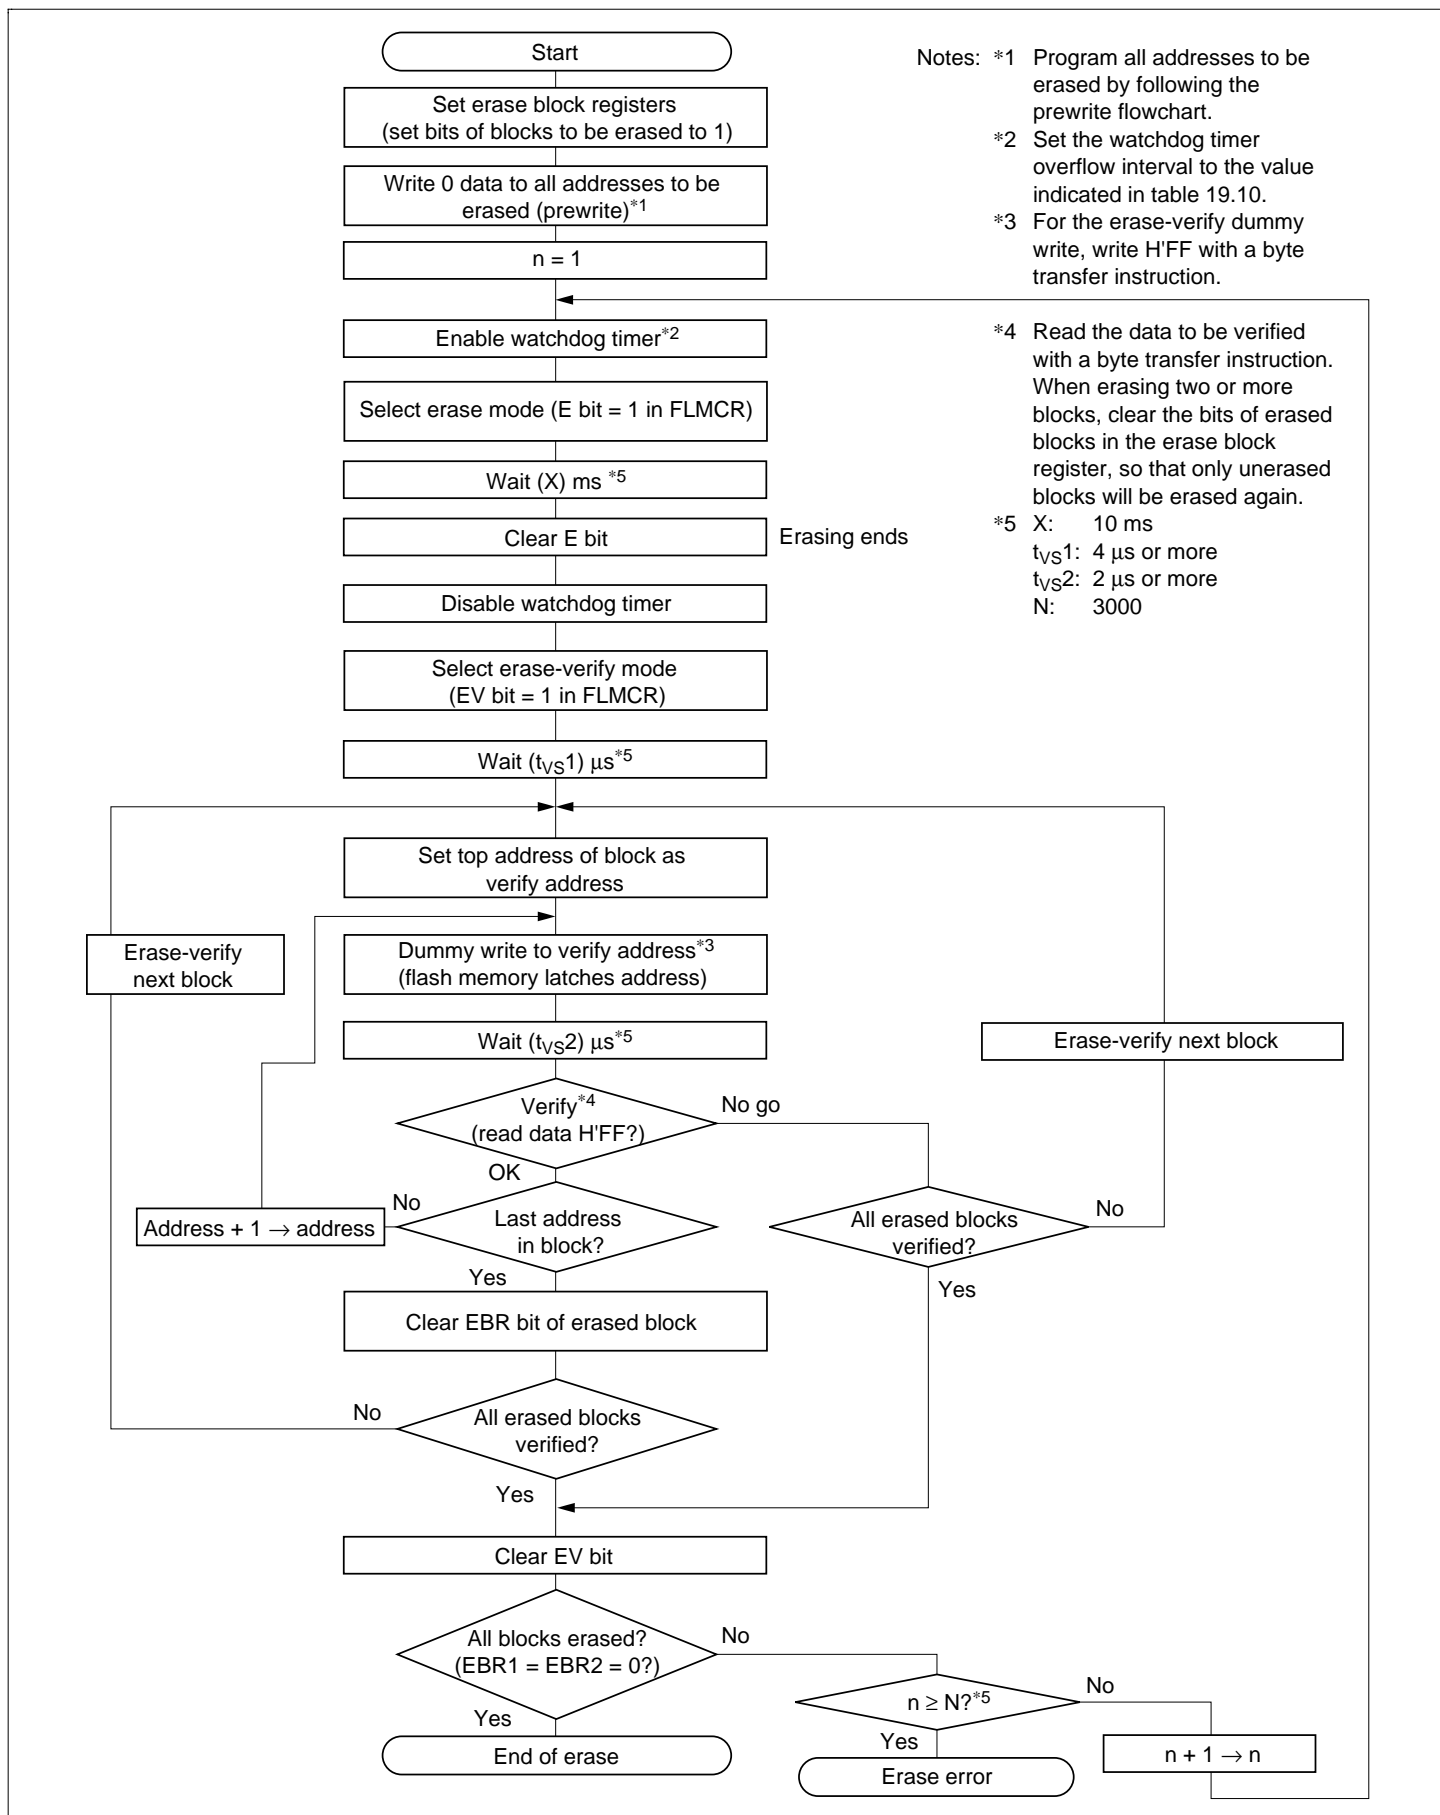 Start
Set erase block registers
(set bits of blocks to be erased to 1)
Write 0 data to all addresses to be
erased (prewrite)*1
n = 1
Enable watchdog timer*2
Select erase mode (E bit = 1 in FLMCR)
Wait (X) ms *5
Clear E bit
Erasing ends
Disable watchdog timer
Select erase-verify mode
(EV bit = 1 in FLMCR)
Wait (tVS1) μs*5
Set top address of block as
verify address
Erase-verify
next block
Dummy write to verify address*3
(flash memory latches address)
Wait (tVS2) μs*5
Erase-verify next block
Verify*4
(read data H'FF?)
No go
OK
No
Address + 1 → address
Last address
in block?
All erased blocks
verified?
No
Yes
Yes
Clear EBR bit of erased block
No
All erased blocks
verified?
Yes
Clear EV bit
All blocks erased?
(EBR1 = EBR2 = 0?)
No
n ≥ N?*5
No
Yes
Yes
n + 1 → n
End of erase
Erase error
Notes: *1 Program all addresses to be
erased by following the
prewrite flowchart.
*2 Set the watchdog timer
overflow interval to the value
indicated in table 19.10.
*3 For the erase-verify dummy
write, write H'FF with a byte
transfer instruction.
*4 Read the data to be verified
with a byte transfer instruction.
When erasing two or more
blocks, clear the bits of erased
blocks in the erase block
register, so that only unerased
blocks will be erased again.
*5 X: 10 ms
tVS1: 4 μs or more
tVS2: 2 μs or more
N: 3000